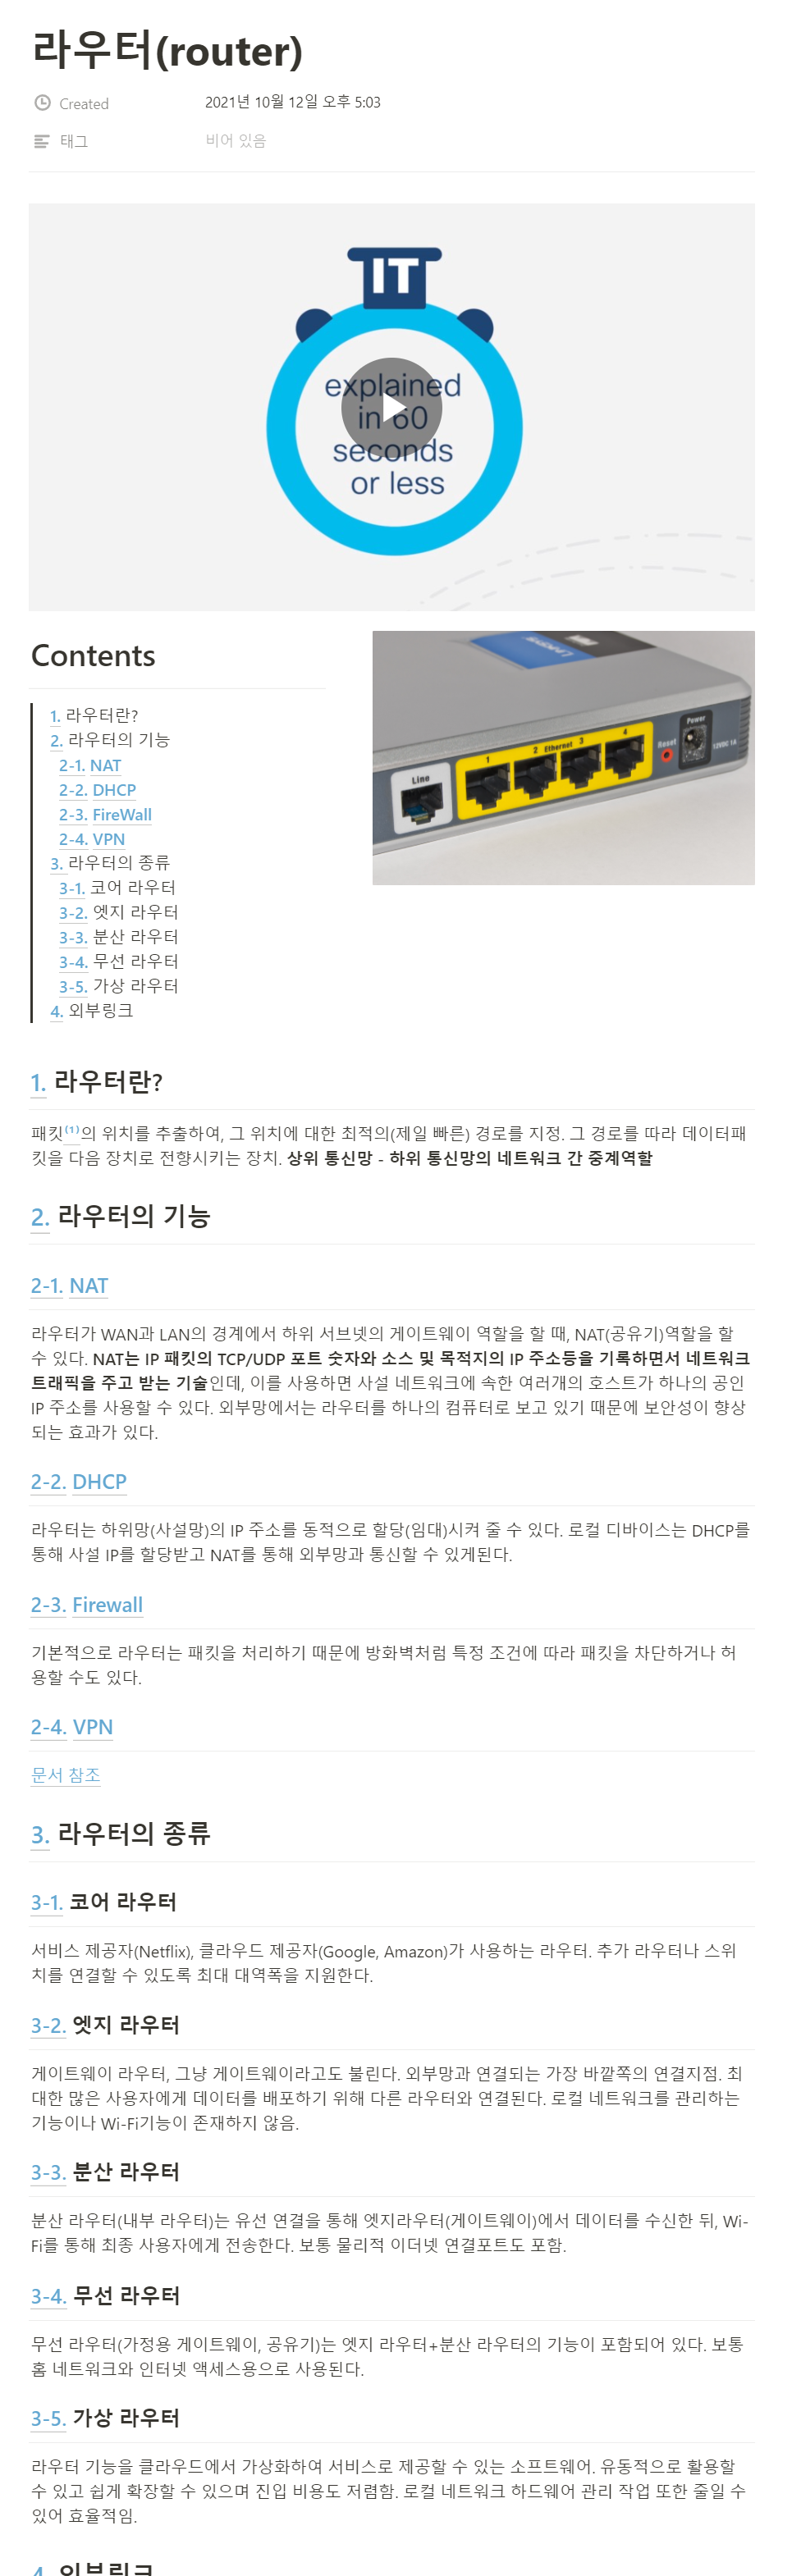 라우터(router)
Created 2021년 10월 12일 오후 5:03
태그 비어 있음
IT
explained
in 60
seconds
or less
Contents
1. 라우터란?
2. 라우터의 기능
2-1. NAT
2-2. DHCP
2-3. FireWall
2-4. VPN
3. 라우터의 종류
3-1. 코어 라우터
3-2. 엣지 라우터
3-3. 분산 라우터
3-4. 무선 라우터
3-5. 가상 라우터
4. 외부링크
Line
1 2 Ethernet 3 4
Reset
Power
12VDC 1A
1. 라우터란?
패킷⁽¹⁾의 위치를 추출하여, 그 위치에 대한 최적의(제일 빠른) 경로를 지정. 그 경로를 따라 데이터패
킷을 다음 장치로 전향시키는 장치. 상위 통신망 - 하위 통신망의 네트워크 간 중계역할
2. 라우터의 기능
2-1. NAT
라우터가 WAN과 LAN의 경계에서 하위 서브넷의 게이트웨이 역할을 할 때, NAT(공유기)역할을 할
수 있다. NAT는 IP 패킷의 TCP/UDP 포트 숫자와 소스 및 목적지의 IP 주소등을 기록하면서 네트워크
트래픽을 주고 받는 기술인데, 이를 사용하면 사설 네트워크에 속한 여러개의 호스트가 하나의 공인
IP 주소를 사용할 수 있다. 외부망에서는 라우터를 하나의 컴퓨터로 보고 있기 때문에 보안성이 향상
되는 효과가 있다.
2-2. DHCP
라우터는 하위망(사설망)의 IP 주소를 동적으로 할당(임대)시켜 줄 수 있다. 로컬 디바이스는 DHCP를
통해 사설 IP를 할당받고 NAT를 통해 외부망과 통신할 수 있게된다.
2-3. Firewall
기본적으로 라우터는 패킷을 처리하기 때문에 방화벽처럼 특정 조건에 따라 패킷을 차단하거나 허
용할 수도 있다.
2-4. VPN
문서 참조
3. 라우터의 종류
3-1. 코어 라우터
서비스 제공자(Netflix), 클라우드 제공자(Google, Amazon)가 사용하는 라우터. 추가 라우터나 스위
치를 연결할 수 있도록 최대 대역폭을 지원한다.
3-2. 엣지 라우터
게이트웨이 라우터, 그냥 게이트웨이라고도 불린다. 외부망과 연결되는 가장 바깥쪽의 연결지점. 최
대한 많은 사용자에게 데이터를 배포하기 위해 다른 라우터와 연결된다. 로컬 네트워크를 관리하는
기능이나 Wi-Fi기능이 존재하지 않음.
3-3. 분산 라우터
분산 라우터(내부 라우터)는 유선 연결을 통해 엣지라우터(게이트웨이)에서 데이터를 수신한 뒤, Wi-
Fi를 통해 최종 사용자에게 전송한다. 보통 물리적 이더넷 연결포트도 포함.
3-4. 무선 라우터
무선 라우터(가정용 게이트웨이, 공유기)는 엣지 라우터+분산 라우터의 기능이 포함되어 있다. 보통
홈 네트워크와 인터넷 액세스용으로 사용된다.
3-5. 가상 라우터
라우터 기능을 클라우드에서 가상화하여 서비스로 제공할 수 있는 소프트웨어. 유동적으로 활용할
수 있고 쉽게 확장할 수 있으며 진입 비용도 저렴함. 로컬 네트워크 하드웨어 관리 작업 또한 줄일 수
있어 효율적임.
4. 외부링크